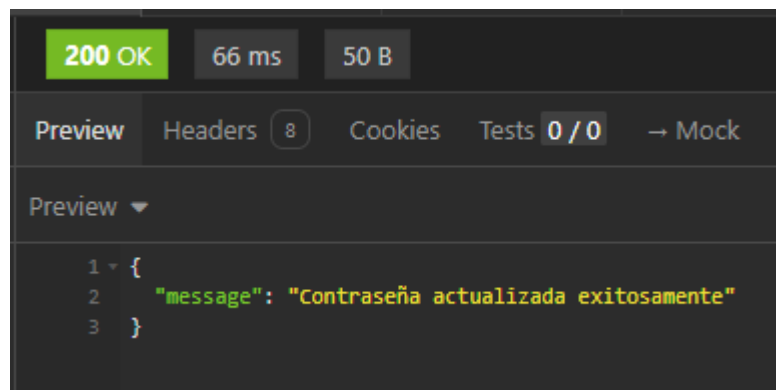 200 OK 66 ms 50 B
Preview Headers 8 Cookies Tests 0 / 0 → Mock
Preview
1 {
2 "message": "Contraseña actualizada exitosamente"
3 }